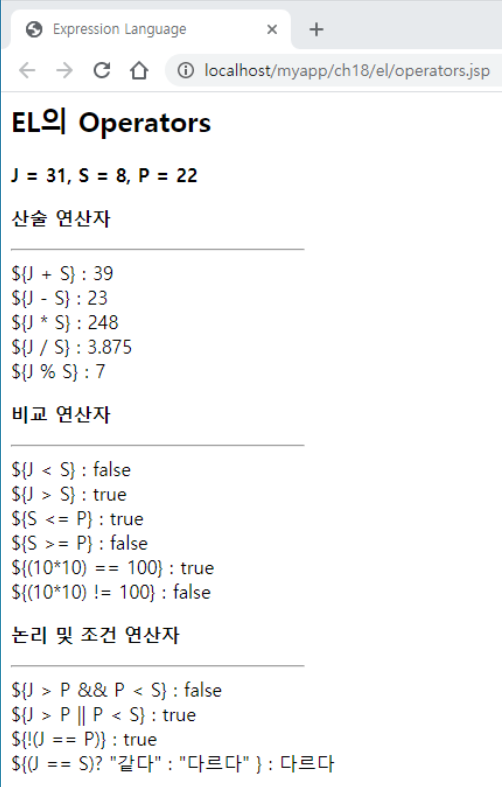 Expression Language
localhost/myapp/ch18/el/operators.jsp
EL의 Operators
J = 31, S = 8, P = 22
산술 연산자
${J + S} : 39
${J - S} : 23
${J * S} : 248
${J / S} : 3.875
${J % S} : 7
비교 연산자
${J < S} : false
${J > S} : true
${S <= P} : true
${S >= P} : false
${(10*10) == 100} : true
${(10*10) != 100} : false
논리 및 조건 연산자
${J > P && P < S} : false
${J > P || P < S} : true
${!(J == P)} : true
${(J == S)? "같다" : "다르다" } : 다르다